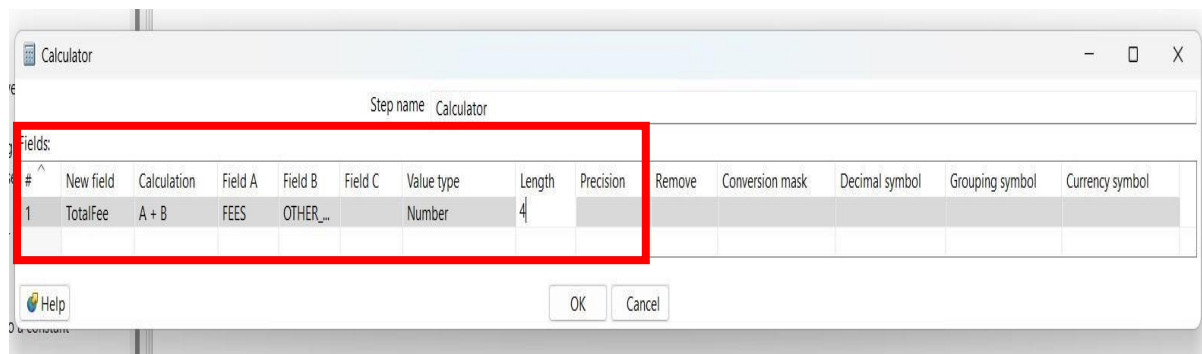 Calculator
Step name Calculator
Fields:
# New field Calculation Field A Field B Field C Value type Length Precision Remove Conversion mask Decimal symbol Grouping symbol Currency symbol
1 TotalFee A + B FEES OTHER_... Number 4
Help OK Cancel
o a constant